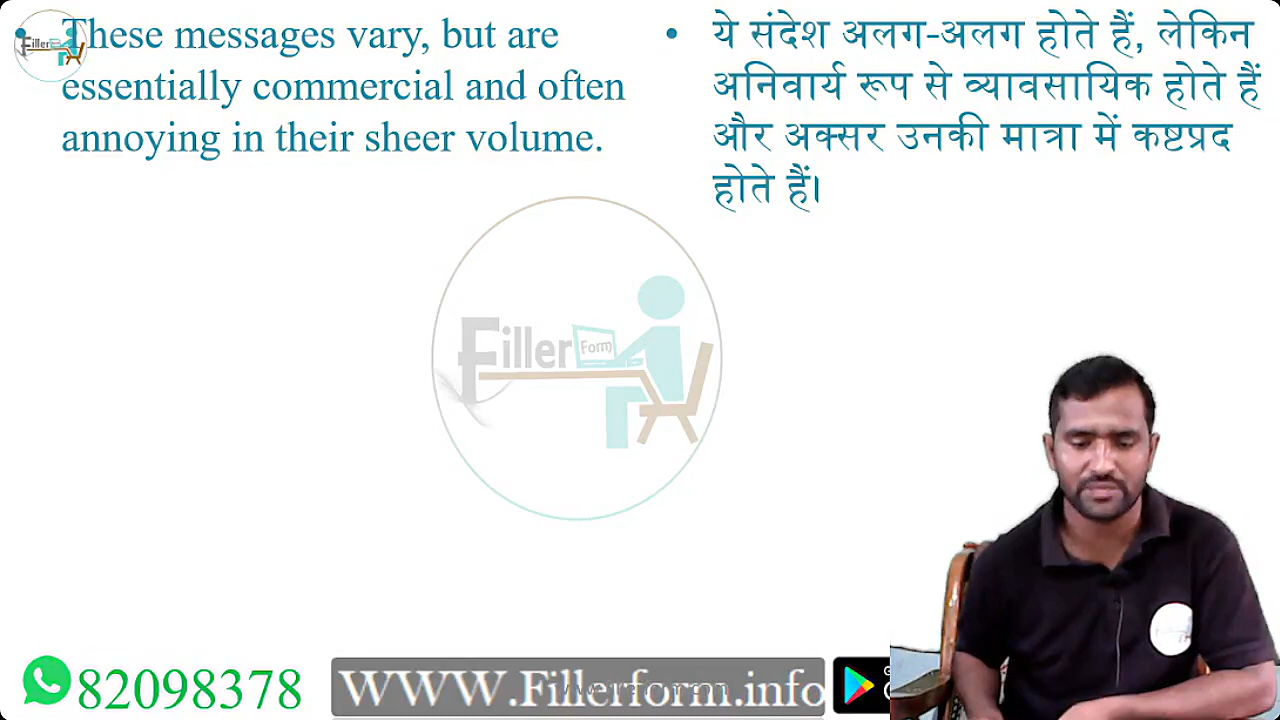 These messages vary, but are
essentially commercial and often
annoying in their sheer volume.
ये संदेश अलग-अलग होते हैं, लेकिन
अनिवार्य रूप से व्यावसायिक होते हैं
और अक्सर उनकी मात्रा में कष्टप्रद
होते हैं।
Filler Form
82098378
WWW.Fillerform.info